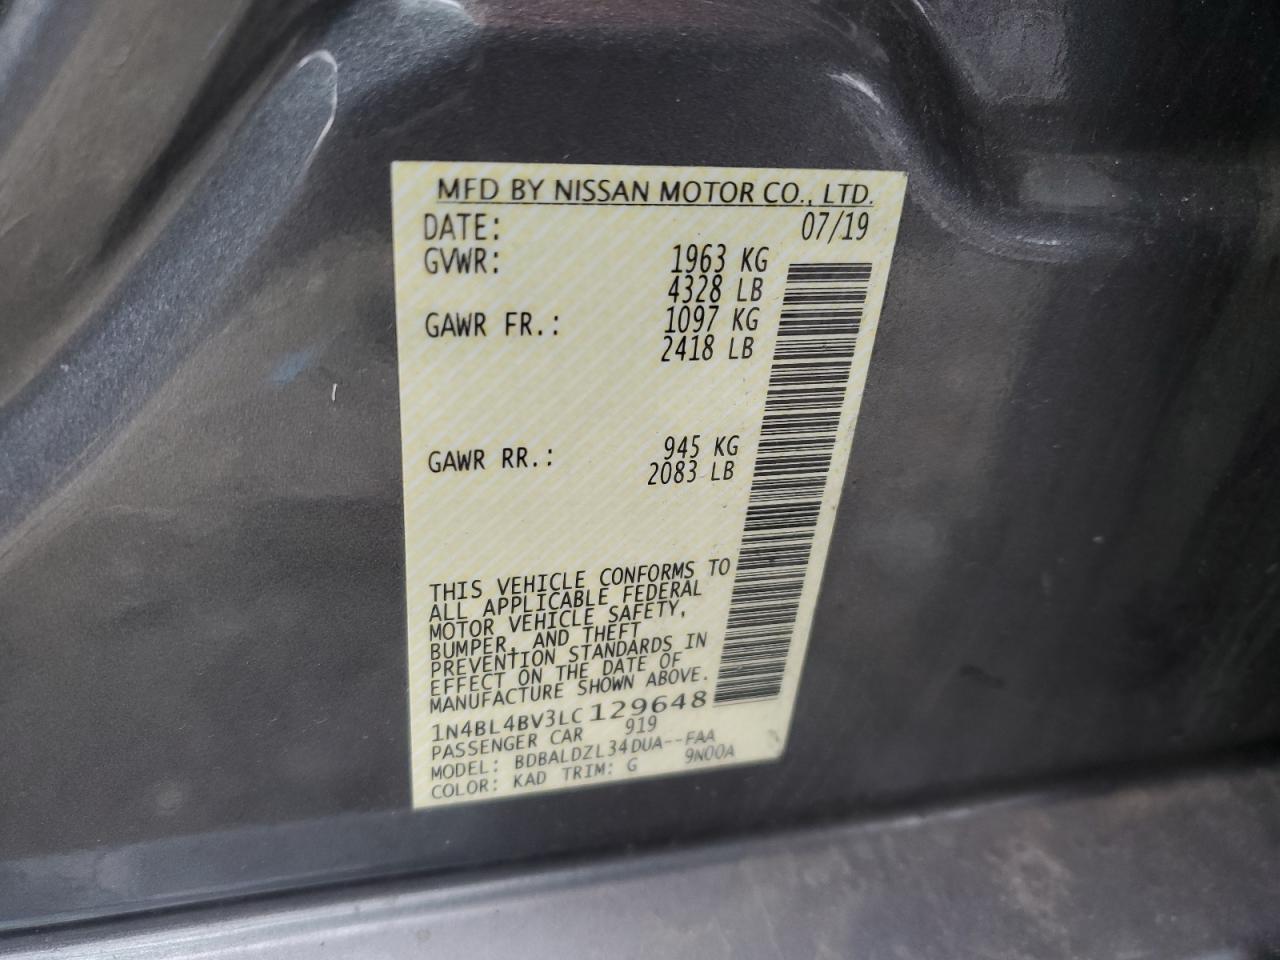 MFD BY NISSAN MOTOR CO., LTD.
DATE: 07/19
GVWR: 1963 KG
4328 LB
GAWR FR.: 1097 KG
2418 LB
GAWR RR.: 945 KG
2083 LB
THIS VEHICLE CONFORMS TO
ALL APPLICABLE FEDERAL
MOTOR VEHICLE SAFETY,
BUMPER, AND THEFT
PREVENTION STANDARDS IN
EFFECT ON THE DATE OF
MANUFACTURE SHOWN ABOVE.
1N4BL4BV3LC129648
PASSENGER CAR 919
MODEL: BDBALDZL34DUA--FAA
COLOR: KAD TRIM: G 9N00A